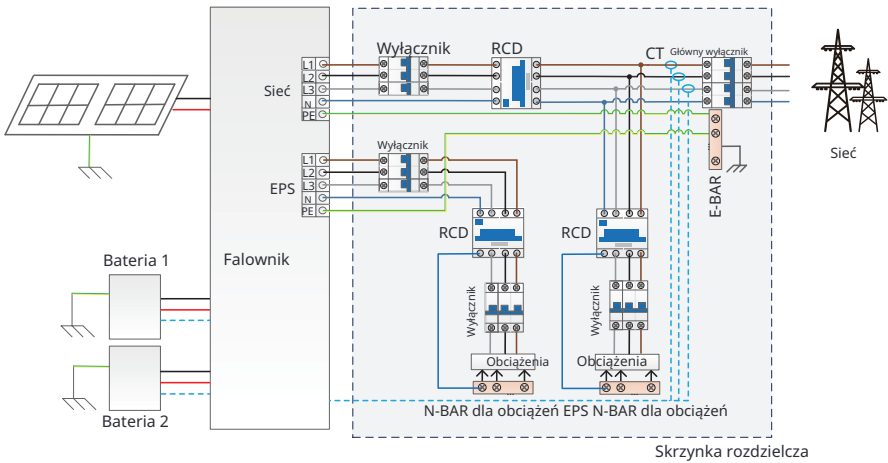 Wyłącznik
RCD
CT
Główny wyłącznik
L1
L2
L3
N
PE
Sieć
Sieć
Wyłącznik
L1
L2
L3
N
PE
EPS
E-BAR
RCD
RCD
Falownik
Bateria 1
Wyłącznik
Wyłącznik
Obciążenia
Obciążenia
Bateria 2
N-BAR dla obciążeń EPS N-BAR dla obciążeń
Skrzynka rozdzielcza